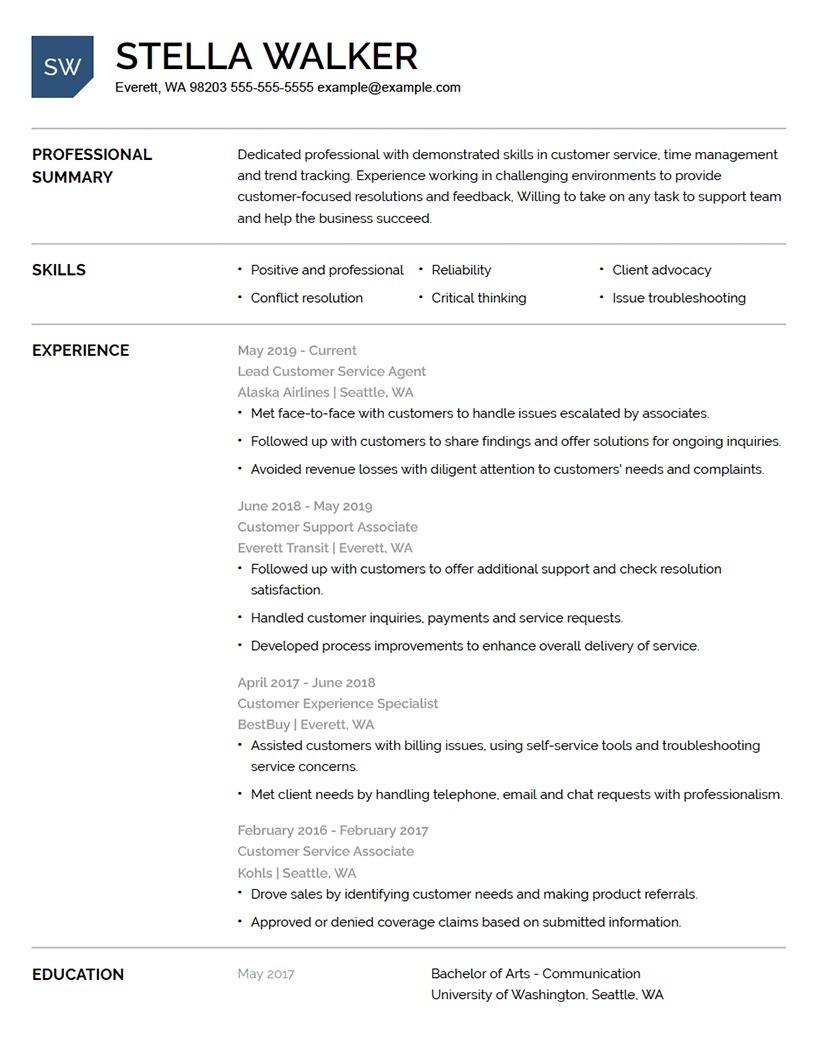 SW
STELLA WALKER
Everett, WA 98203 555-555-5555 example@example.com
PROFESSIONAL
SUMMARY
Dedicated professional with demonstrated skills in customer service, time management
and trend tracking. Experience working in challenging environments to provide
customer-focused resolutions and feedback, Willing to take on any task to support team
and help the business succeed.
SKILLS
• Positive and professional • Reliability • Client advocacy
• Conflict resolution • Critical thinking • Issue troubleshooting
EXPERIENCE
May 2019 - Current
Lead Customer Service Agent
Alaska Airlines | Seattle, WA
• Met face-to-face with customers to handle issues escalated by associates.
• Followed up with customers to share findings and offer solutions for ongoing inquiries.
• Avoided revenue losses with diligent attention to customers' needs and complaints.
June 2018 - May 2019
Customer Support Associate
Everett Transit | Everett, WA
• Followed up with customers to offer additional support and check resolution
satisfaction.
• Handled customer inquiries, payments and service requests.
• Developed process improvements to enhance overall delivery of service.
April 2017 - June 2018
Customer Experience Specialist
BestBuy | Everett, WA
• Assisted customers with billing issues, using self-service tools and troubleshooting
service concerns.
• Met client needs by handling telephone, email and chat requests with professionalism.
February 2016 - February 2017
Customer Service Associate
Kohls | Seattle, WA
• Drove sales by identifying customer needs and making product referrals.
• Approved or denied coverage claims based on submitted information.
EDUCATION
May 2017
Bachelor of Arts - Communication
University of Washington, Seattle, WA